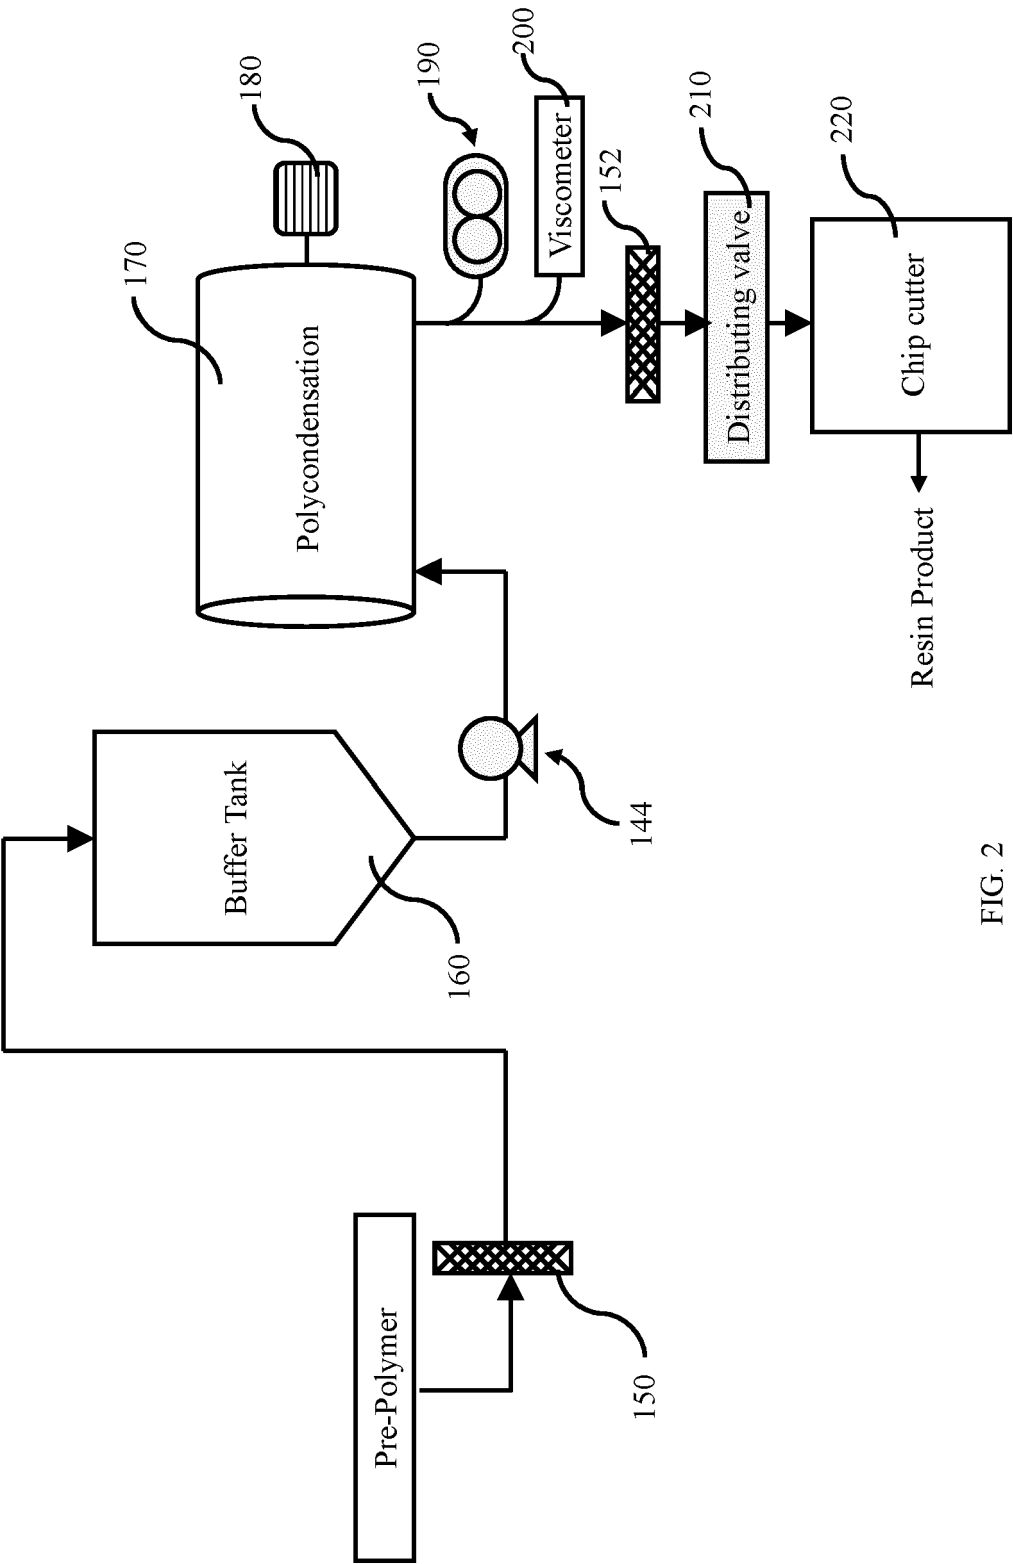 180
190
200
170
Polycondensation
Viscometer
152
210
Distributing valve
220
Chip cutter
Resin Product
Buffer Tank
160
144
Pre-Polymer
150
FIG. 2